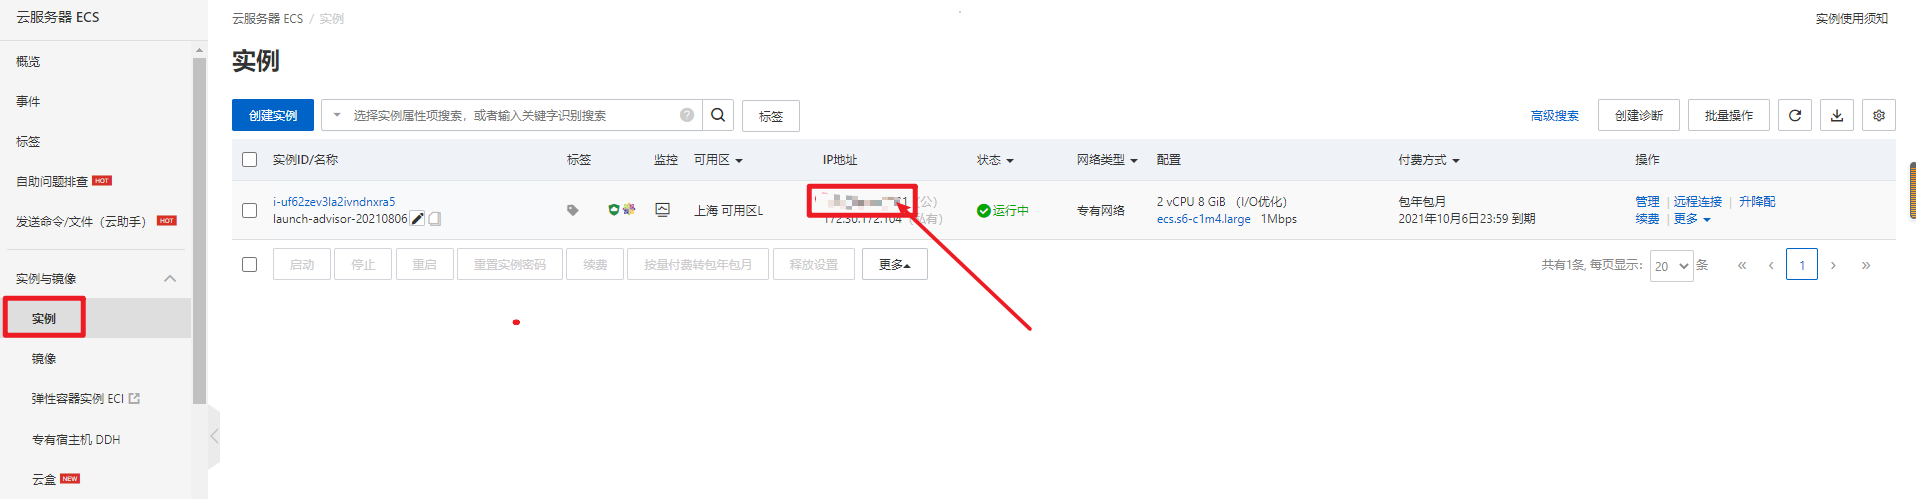 云服务器 ECS
概览
事件
标签
自助问题排查 HOT
发送命令/文件（云助手） HOT
实例与镜像
实例
镜像
弹性容器实例 ECI
专有宿主机 DDH
云盒 NEW
云服务器 ECS / 实例
实例使用须知
实例
创建实例 选择实例属性项搜索，或者输入关键字识别搜索 ? 标签 高级搜索 创建诊断 批量操作
实例ID/名称 标签 监控 可用区 IP地址 状态 网络类型 配置 付费方式 操作
i-uf62zev3la2ivndnxra5 2 vCPU 8 GiB （I/O优化） 包年包月 管理 | 远程连接 | 升降配
上海 可用区L 运行中 专有网络
launch-advisor-20210806 172.30.172.104 ecs.s6-c1m4.large 1Mbps 2021年10月6日23:59 到期 续费 | 更多
启动 停止 重启 重置实例密码 续费 按量付费转包年包月 释放设置 更多 共有1条, 每页显示: 20 条 « ‹ 1 › »